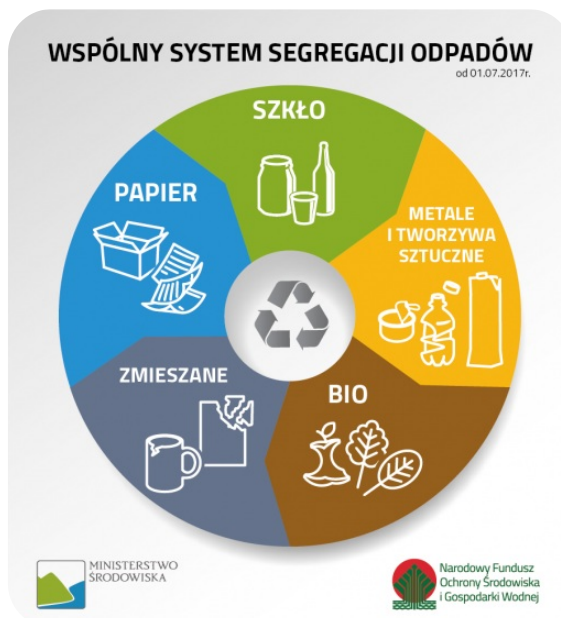 WSPÓLNY SYSTEM SEGREGACJI ODPADÓW
od 01.07.2017r.
SZKŁO
PAPIER
METALE
I TWORZYWA
SZTUCZNE
ZMIESZANE
BIO
MINISTERSTWO
ŚRODOWISKA
Narodowy Fundusz
Ochrony Środowiska
i Gospodarki Wodnej